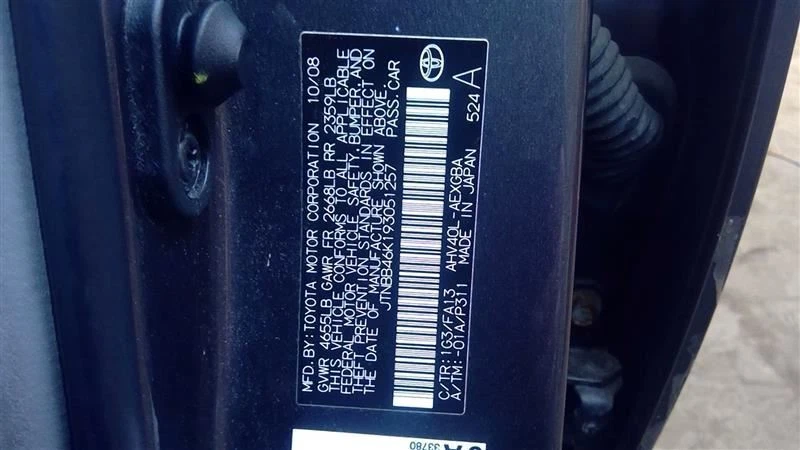 MFD. BY: TOYOTA MOTOR CORPORATION 10/08
GVWR 4655LB GAWR FR 2668LB RR 2359LB
THIS VEHICLE CONFORMS TO ALL APPLICABLE
FEDERAL MOTOR VEHICLE SAFETY, BUMPER, AND
THEFT PREVENTION STANDARDS IN EFFECT ON
THE DATE OF MANUFACTURE SHOWN ABOVE.
JTNBB46K193051257 PASS. CAR
C/TR: 1G3/FA13 AHV40L-AEXGBA
A/TM: -01A/P311 MADE IN JAPAN 524 A
33780